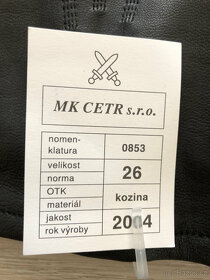 MK CETR s.r.o.
nomen-
klatura
0853
velikost
norma
26
OTK
materiál
kozina
jakost
rok výroby
2004